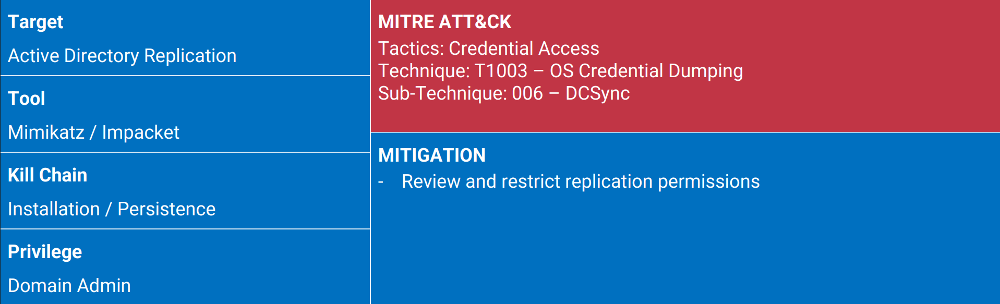 Target
Active Directory Replication
Tool
Mimikatz / Impacket
Kill Chain
Installation / Persistence
Privilege
Domain Admin
MITRE ATT&CK
Tactics: Credential Access
Technique: T1003 – OS Credential Dumping
Sub-Technique: 006 – DCSync
MITIGATION
- Review and restrict replication permissions